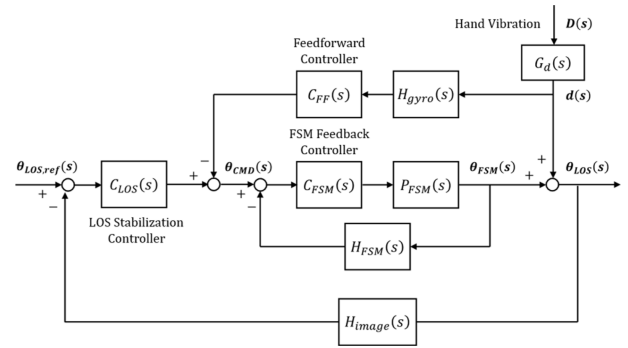 Hand Vibration D(s)
Feedforward
Controller
G_d(s)
C_FF(s) H_gyro(s) d(s)
−
FSM Feedback
Controller
θ_LOS,ref(s) θ_CMD(s) θ_FSM(s) + θ_LOS(s)
C_LOS(s) + + C_FSM(s) P_FSM(s) +
+ − −
LOS Stabilization
Controller
H_FSM(s)
H_image(s)